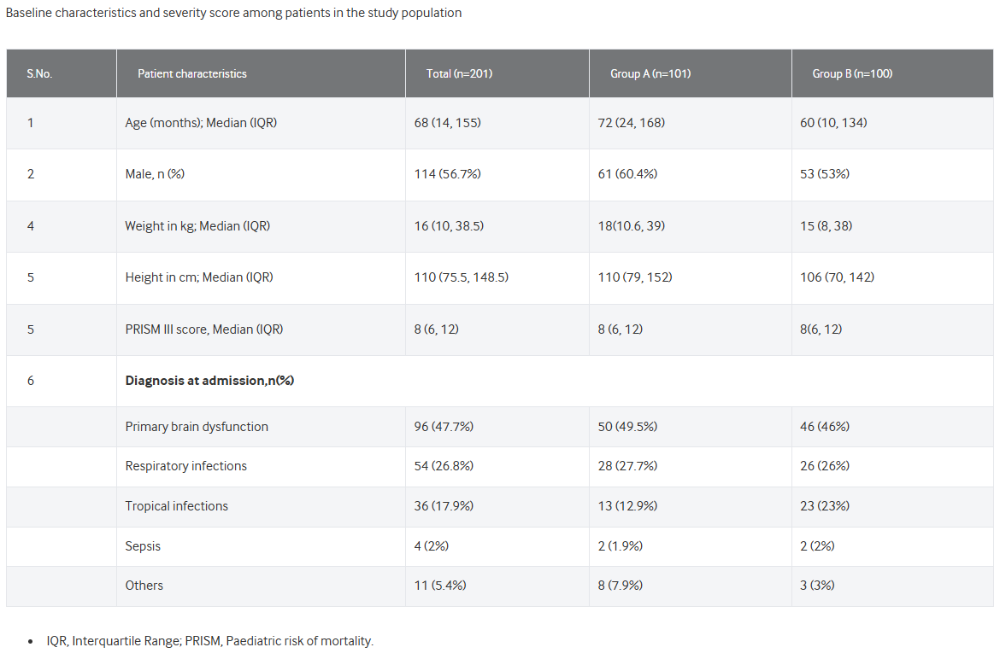 Baseline characteristics and severity score among patients in the study population
S.No. Patient characteristics Total (n=201) Group A (n=101) Group B (n=100)
1 Age (months); Median (IQR) 68 (14, 155) 72 (24, 168) 60 (10, 134)
2 Male, n (%) 114 (56.7%) 61 (60.4%) 53 (53%)
4 Weight in kg; Median (IQR) 16 (10, 38.5) 18(10.6, 39) 15 (8, 38)
5 Height in cm; Median (IQR) 110 (75.5, 148.5) 110 (79, 152) 106 (70, 142)
5 PRISM III score, Median (IQR) 8 (6, 12) 8 (6, 12) 8(6, 12)
6 Diagnosis at admission,n(%)
Primary brain dysfunction 96 (47.7%) 50 (49.5%) 46 (46%)
Respiratory infections 54 (26.8%) 28 (27.7%) 26 (26%)
Tropical infections 36 (17.9%) 13 (12.9%) 23 (23%)
Sepsis 4 (2%) 2 (1.9%) 2 (2%)
Others 11 (5.4%) 8 (7.9%) 3 (3%)
• IQR, Interquartile Range; PRISM, Paediatric risk of mortality.